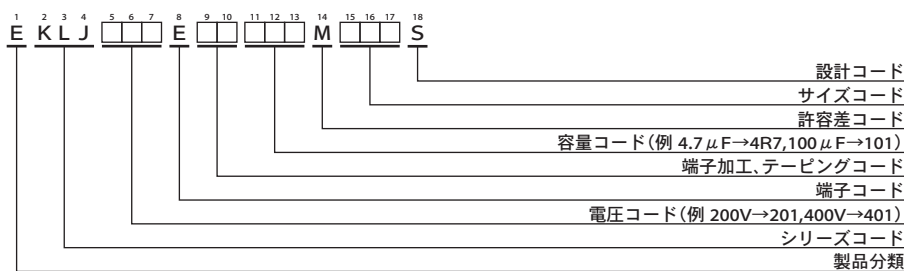 1 2 3 4 5 6 7 8 9 10 11 12 13 14 15 16 17 18
E K L J □□□ E □□ □□□ M □□□ S
設計コード
サイズコード
許容差コード
容量コード(例 4.7μF→4R7,100μF→101)
端子加工、テーピングコード
端子コード
電圧コード(例 200V→201,400V→401)
シリーズコード
製品分類